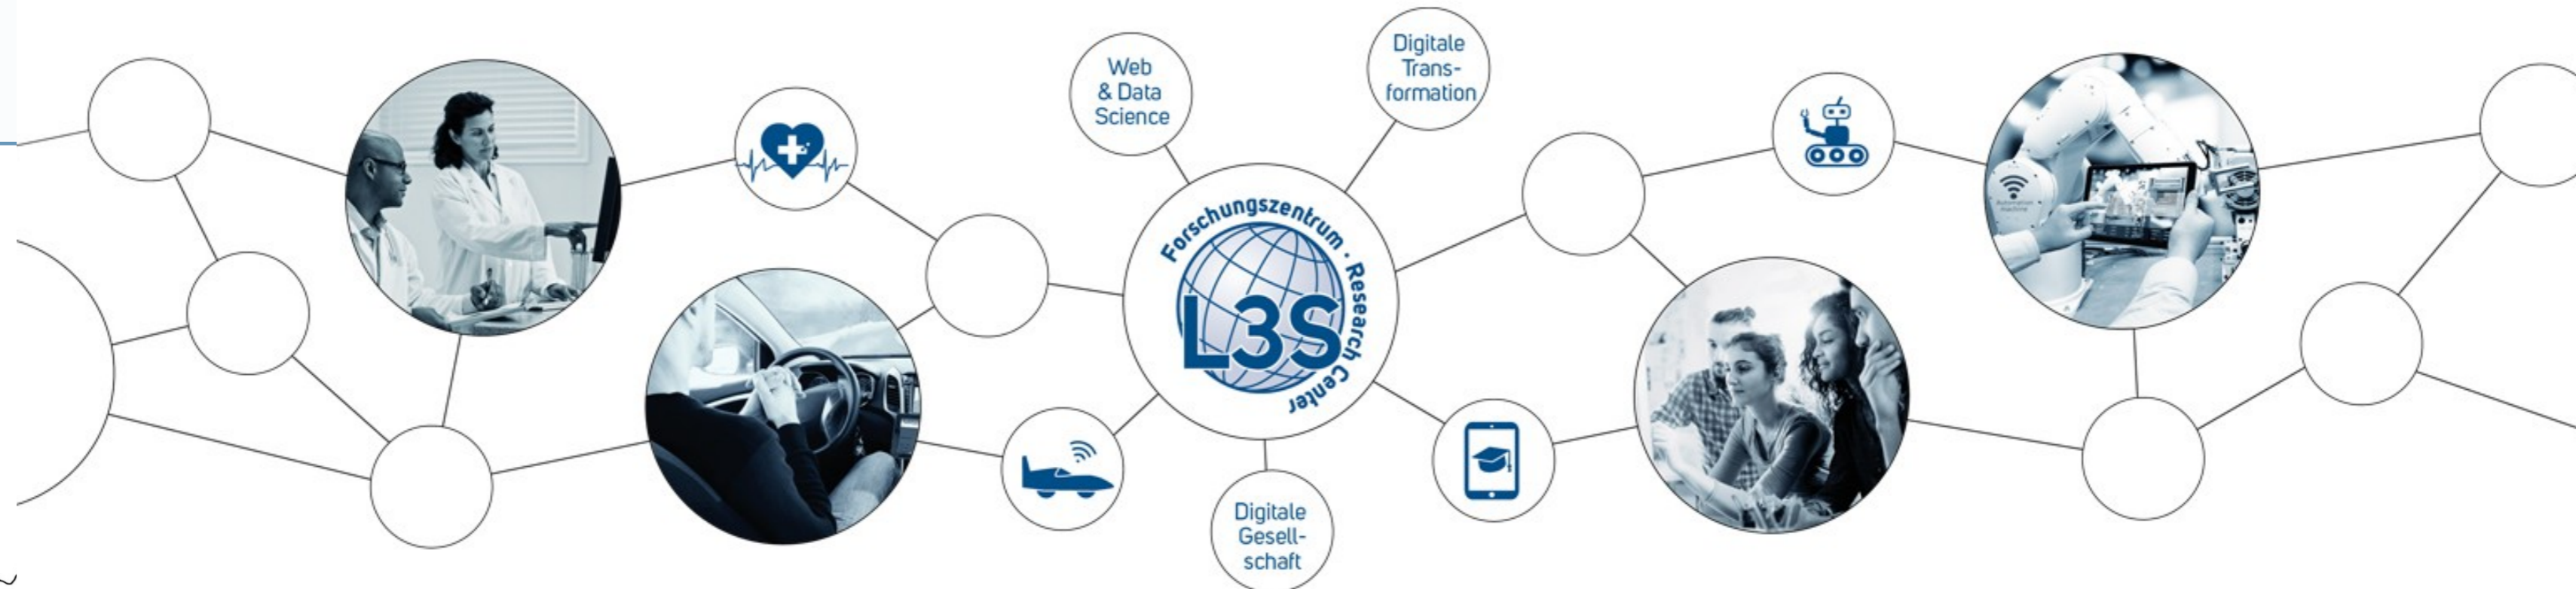 Web
& Data
Science
Digitale
Trans-
formation
Forschungszentrum · Research Center
L3S
Digitale
Gesell-
schaft